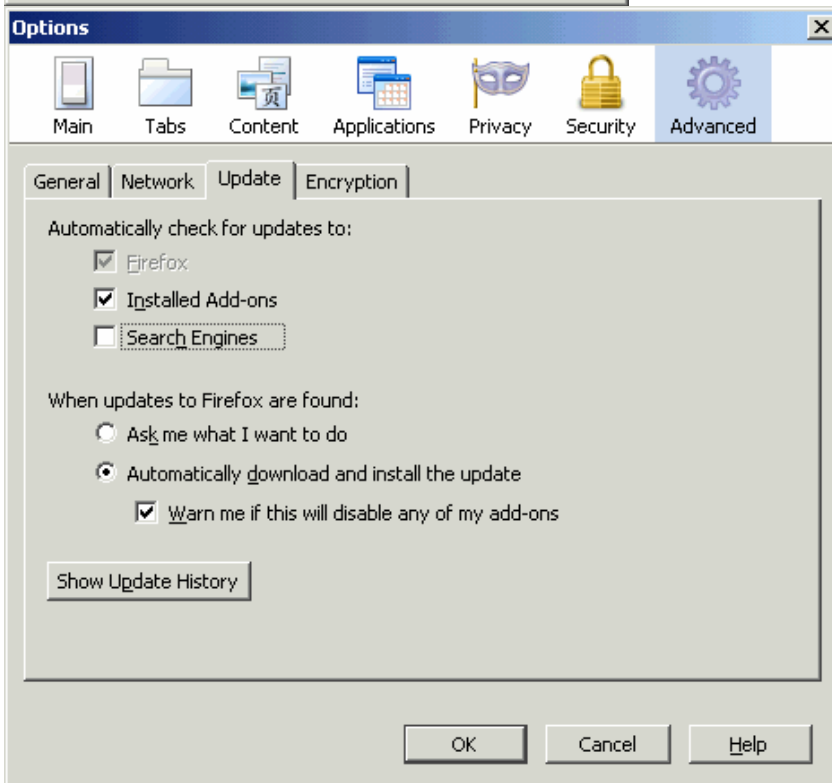 Options
页
Main Tabs Content Applications Privacy Security Advanced
General Network Update Encryption
Automatically check for updates to:
Firefox
Installed Add-ons
Search Engines
When updates to Firefox are found:
Ask me what I want to do
Automatically download and install the update
Warn me if this will disable any of my add-ons
Show Update History
OK Cancel Help